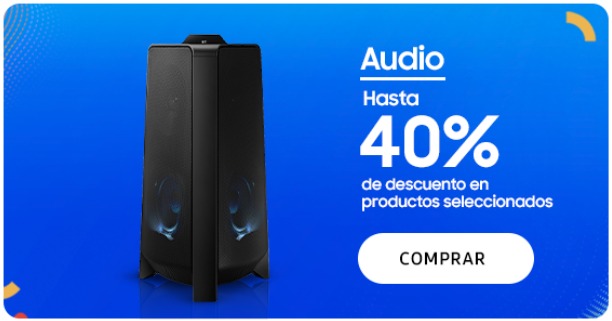 Audio
Hasta
40%
de descuento en
productos seleccionados
COMPRAR